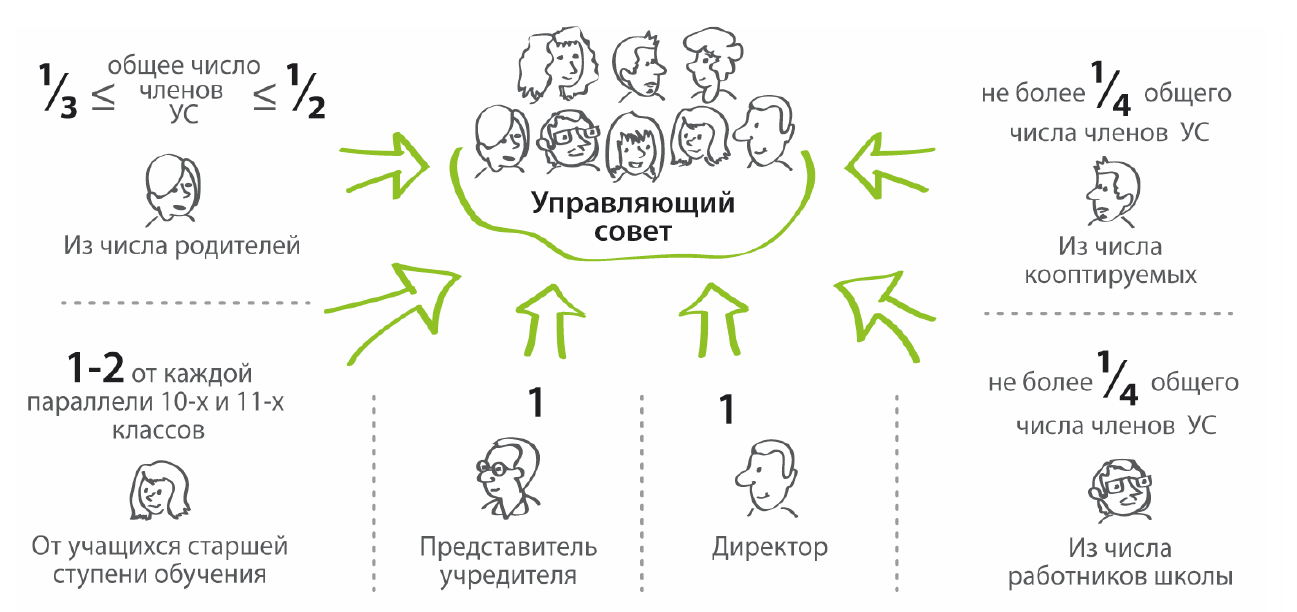 1/3 ≤ общее число ≤ 1/2
членов
УС
Из числа родителей
1-2 от каждой
параллели 10-х и 11-х
классов
От учащихся старшей
ступени обучения
Управляющий
совет
1
Представитель
учредителя
1
Директор
не более 1/4 общего
числа членов УС
Из числа
кооптируемых
не более 1/4 общего
числа членов УС
Из числа
работников школы